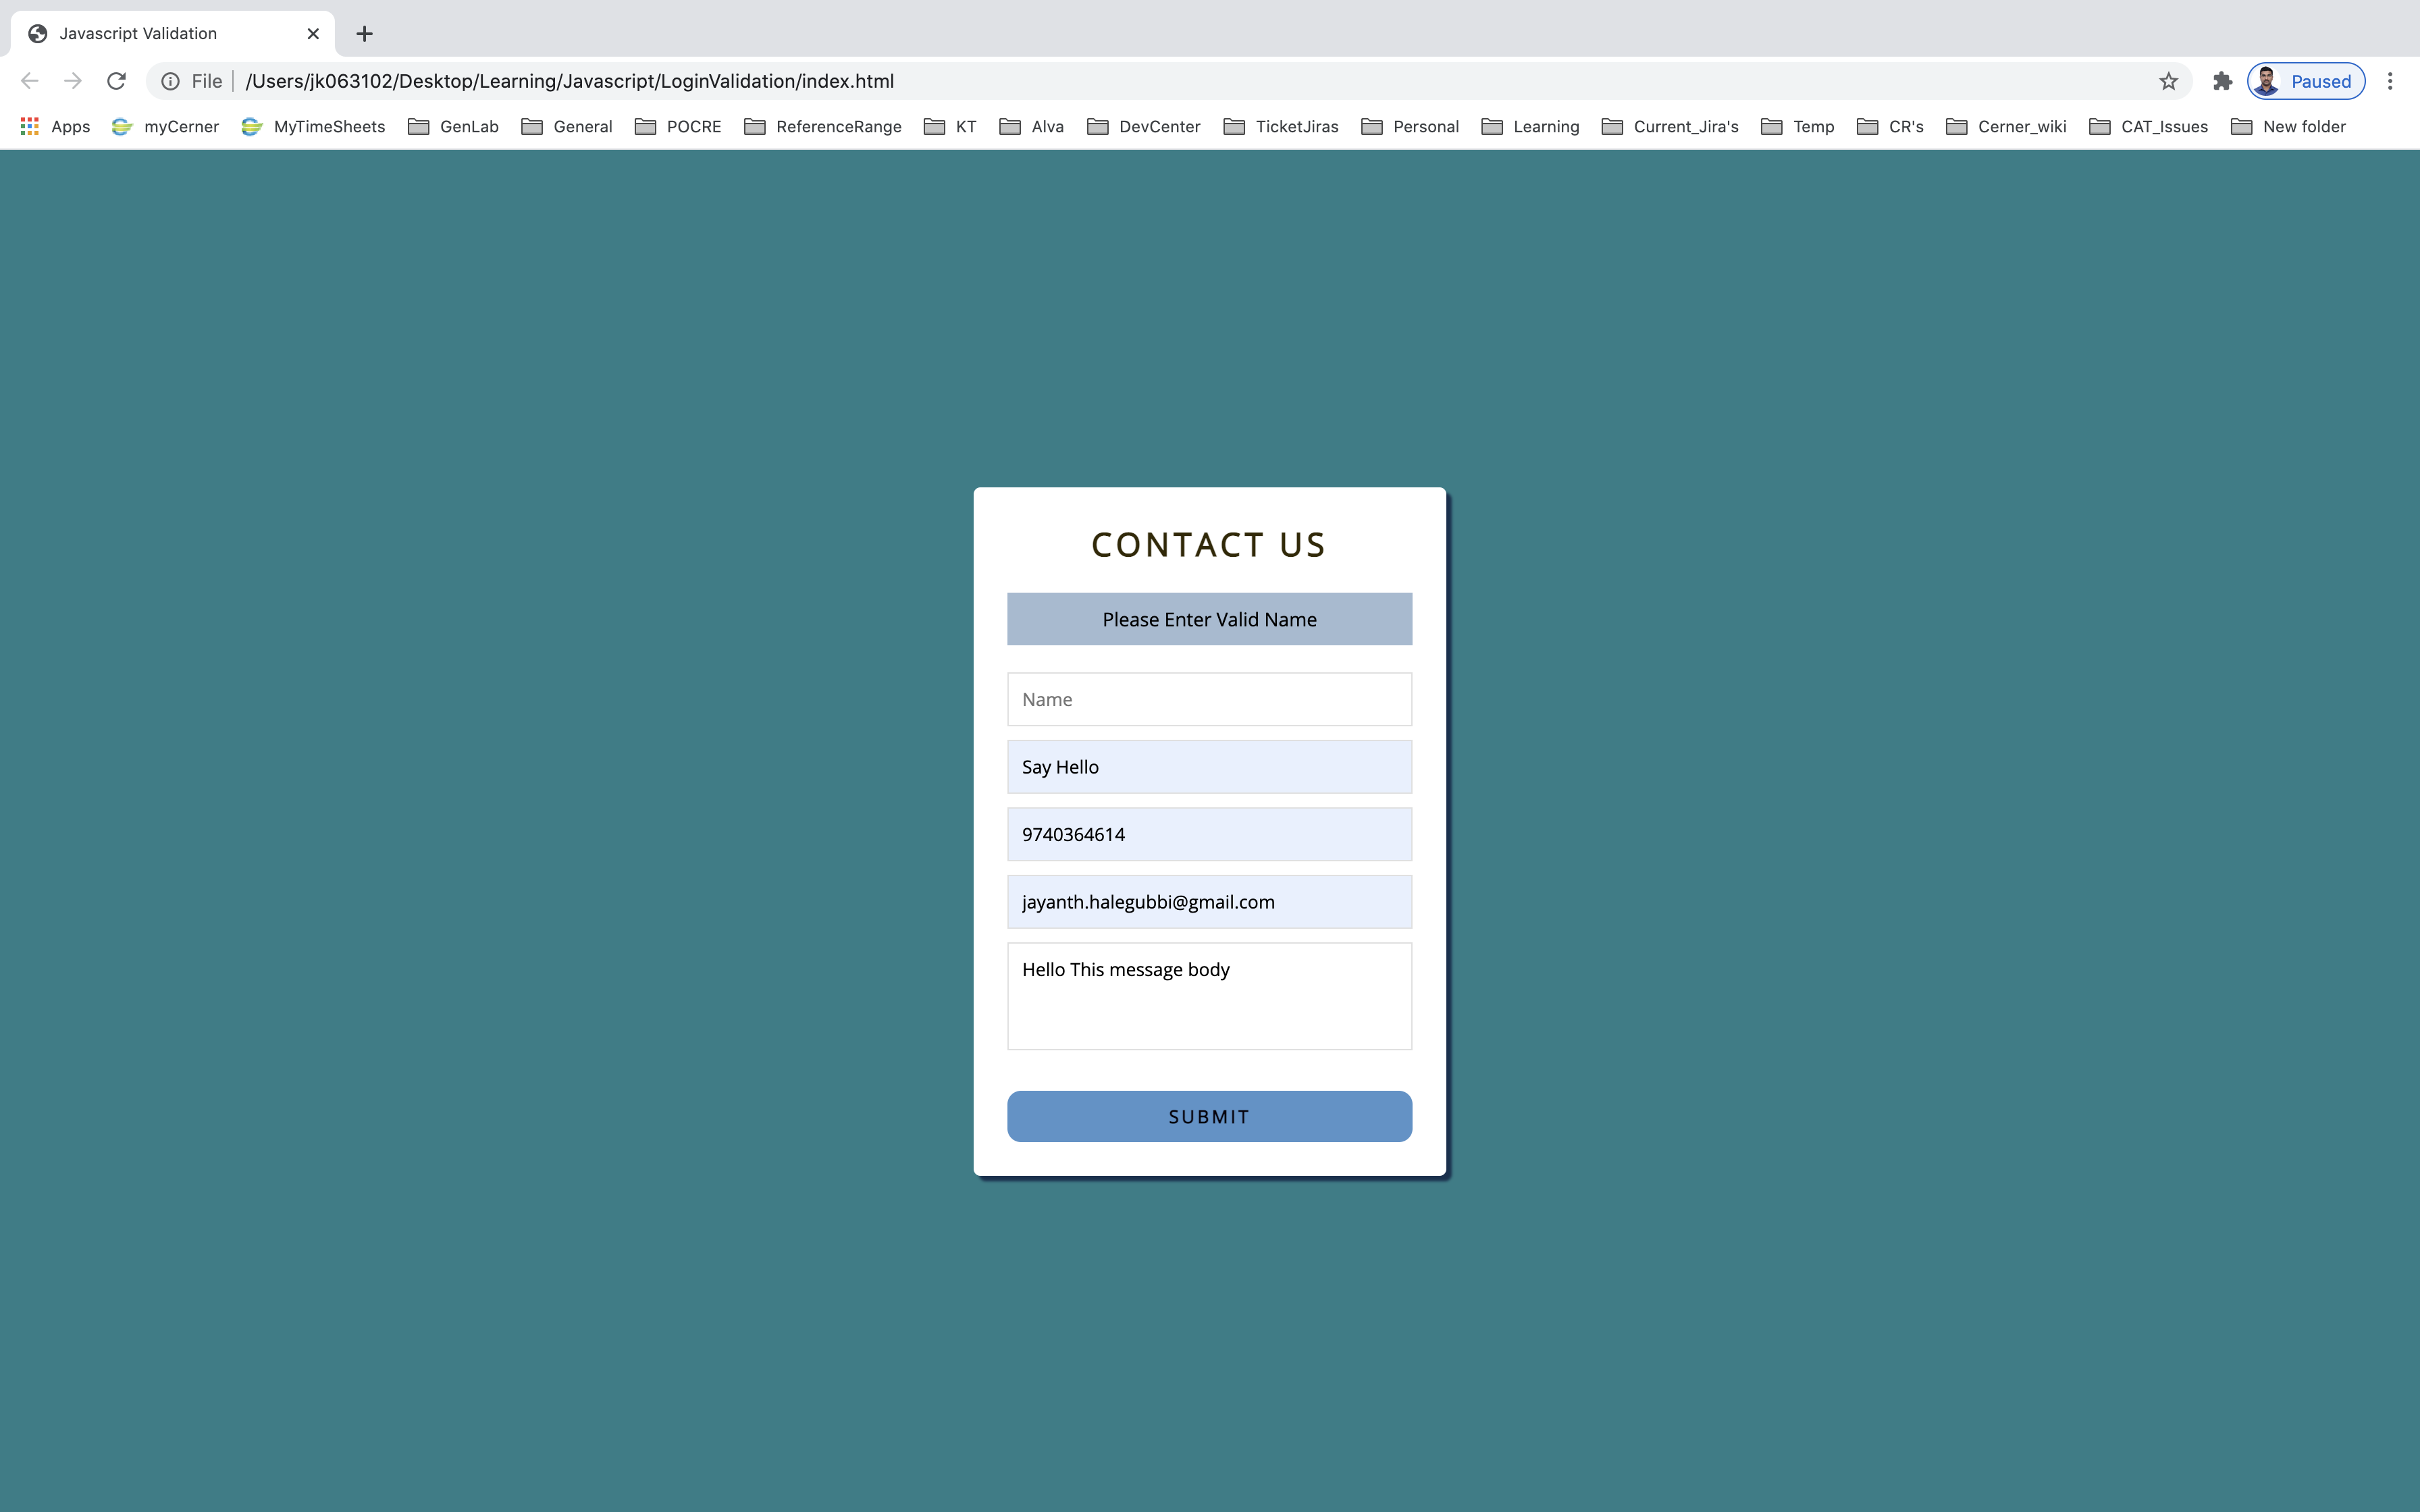 Javascript Validation
File /Users/jk063102/Desktop/Learning/Javascript/LoginValidation/index.html Paused
Apps myCerner MyTimeSheets GenLab General POCRE ReferenceRange KT Alva DevCenter TicketJiras Personal Learning Current_Jira's Temp CR's Cerner_wiki CAT_Issues New folder
CONTACT US
Please Enter Valid Name
Name
Say Hello
9740364614
jayanth.halegubbi@gmail.com
Hello This message body
SUBMIT